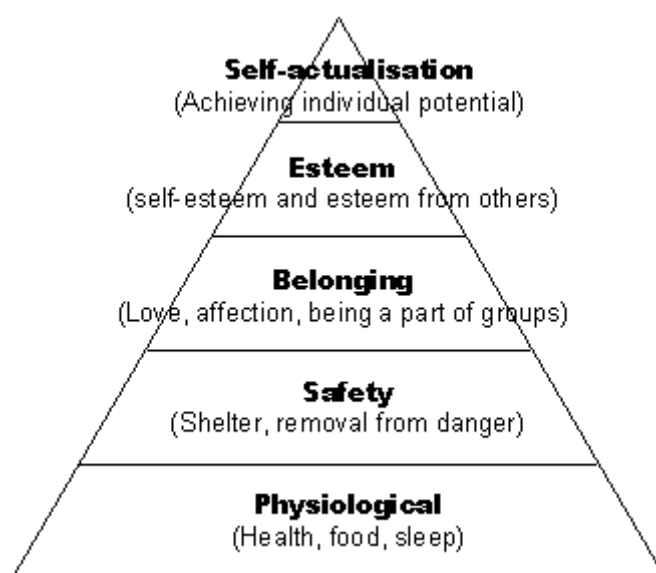 Self-actualisation
(Achieving individual potential)
Esteem
(self-esteem and esteem from others)
Belonging
(Love, affection, being a part of groups)
Safety
(Shelter, removal from danger)
Physiological
(Health, food, sleep)